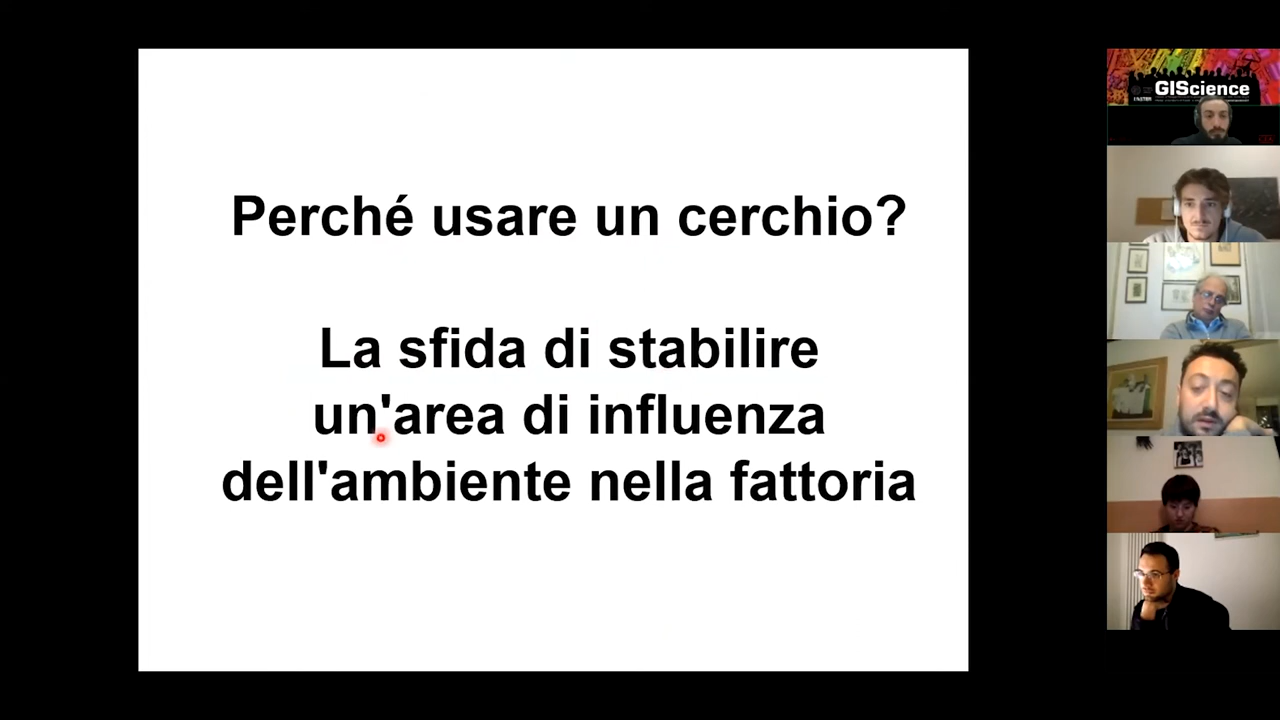 Perché usare un cerchio?
La sfida di stabilire
un'area di influenza
dell'ambiente nella fattoria
GIScience